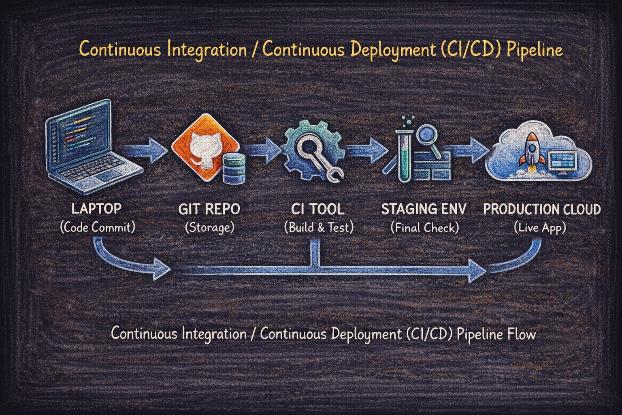 Continuous Integration / Continuous Deployment (CI/CD) Pipeline
LAPTOP
(Code Commit)
GIT REPO
(Storage)
CI TOOL
(Build & Test)
STAGING ENV
(Final Check)
PRODUCTION CLOUD
(Live App)
Continuous Integration / Continuous Deployment (CI/CD) Pipeline Flow